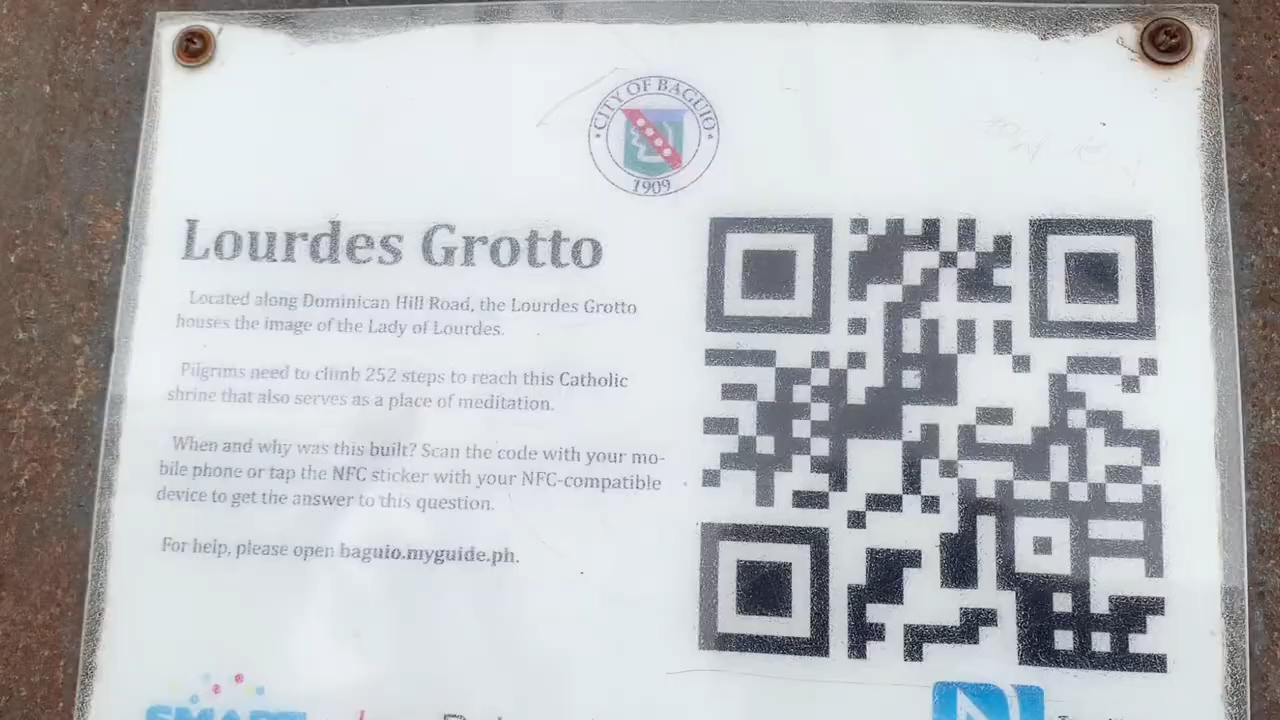 CITY OF BAGUIO
1909
Lourdes Grotto
Located along Dominican Hill Road, the Lourdes Grotto
houses the image of the Lady of Lourdes.
Pilgrims need to climb 252 steps to reach this Catholic
shrine that also serves as a place of meditation.
When and why was this built? Scan the code with your mo-
bile phone or tap the NFC sticker with your NFC-compatible
device to get the answer to this question.
For help, please open baguio.myguide.ph.
SMART